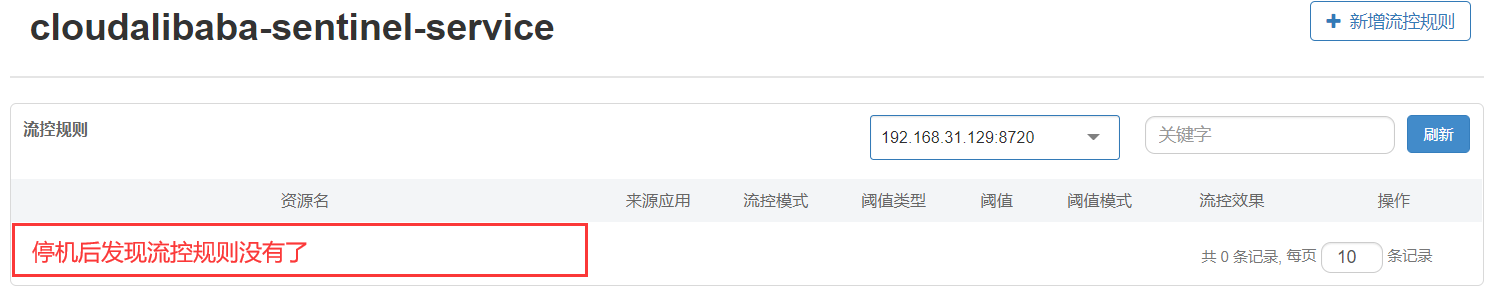 cloudalibaba-sentinel-service
新增流控规则
流控规则
192.168.31.129:8720
关键字
刷新
资源名 来源应用 流控模式 阈值类型 阈值 阈值模式 流控效果 操作
停机后发现流控规则没有了
共 0 条记录, 每页 10 条记录